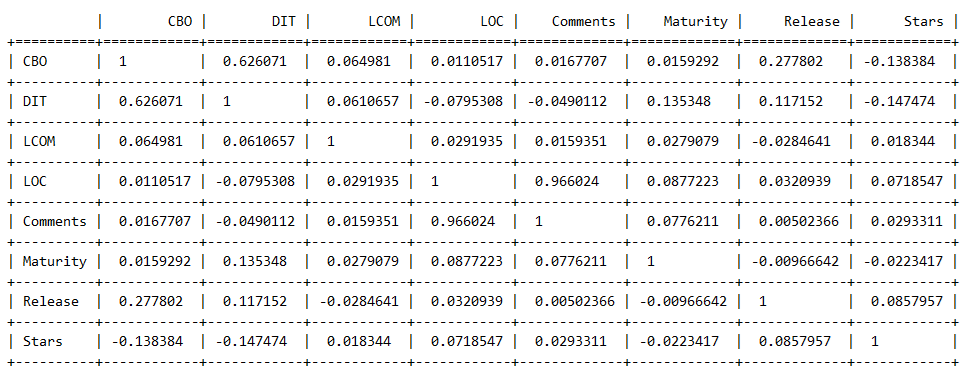 | CBO | DIT | LCOM | LOC | Comments | Maturity | Release | Stars |
+==========+============+============+============+============+=============+=============+=============+============+
| CBO | 1 | 0.626071 | 0.064981 | 0.0110517 | 0.0167707 | 0.0159292 | 0.277802 | -0.138384 |
+----------+------------+------------+------------+------------+-------------+-------------+-------------+------------+
| DIT | 0.626071 | 1 | 0.0610657 | -0.0795308 | -0.0490112 | 0.135348 | 0.117152 | -0.147474 |
+----------+------------+------------+------------+------------+-------------+-------------+-------------+------------+
| LCOM | 0.064981 | 0.0610657 | 1 | 0.0291935 | 0.0159351 | 0.0279079 | -0.0284641 | 0.018344 |
+----------+------------+------------+------------+------------+-------------+-------------+-------------+------------+
| LOC | 0.0110517 | -0.0795308 | 0.0291935 | 1 | 0.966024 | 0.0877223 | 0.0320939 | 0.0718547 |
+----------+------------+------------+------------+------------+-------------+-------------+-------------+------------+
| Comments | 0.0167707 | -0.0490112 | 0.0159351 | 0.966024 | 1 | 0.0776211 | 0.00502366 | 0.0293311 |
+----------+------------+------------+------------+------------+-------------+-------------+-------------+------------+
| Maturity | 0.0159292 | 0.135348 | 0.0279079 | 0.0877223 | 0.0776211 | 1 | -0.00966642 | -0.0223417 |
+----------+------------+------------+------------+------------+-------------+-------------+-------------+------------+
| Release | 0.277802 | 0.117152 | -0.0284641 | 0.0320939 | 0.00502366 | -0.00966642 | 1 | 0.0857957 |
+----------+------------+------------+------------+------------+-------------+-------------+-------------+------------+
| Stars | -0.138384 | -0.147474 | 0.018344 | 0.0718547 | 0.0293311 | -0.0223417 | 0.0857957 | 1 |
+----------+------------+------------+------------+------------+-------------+-------------+-------------+------------+